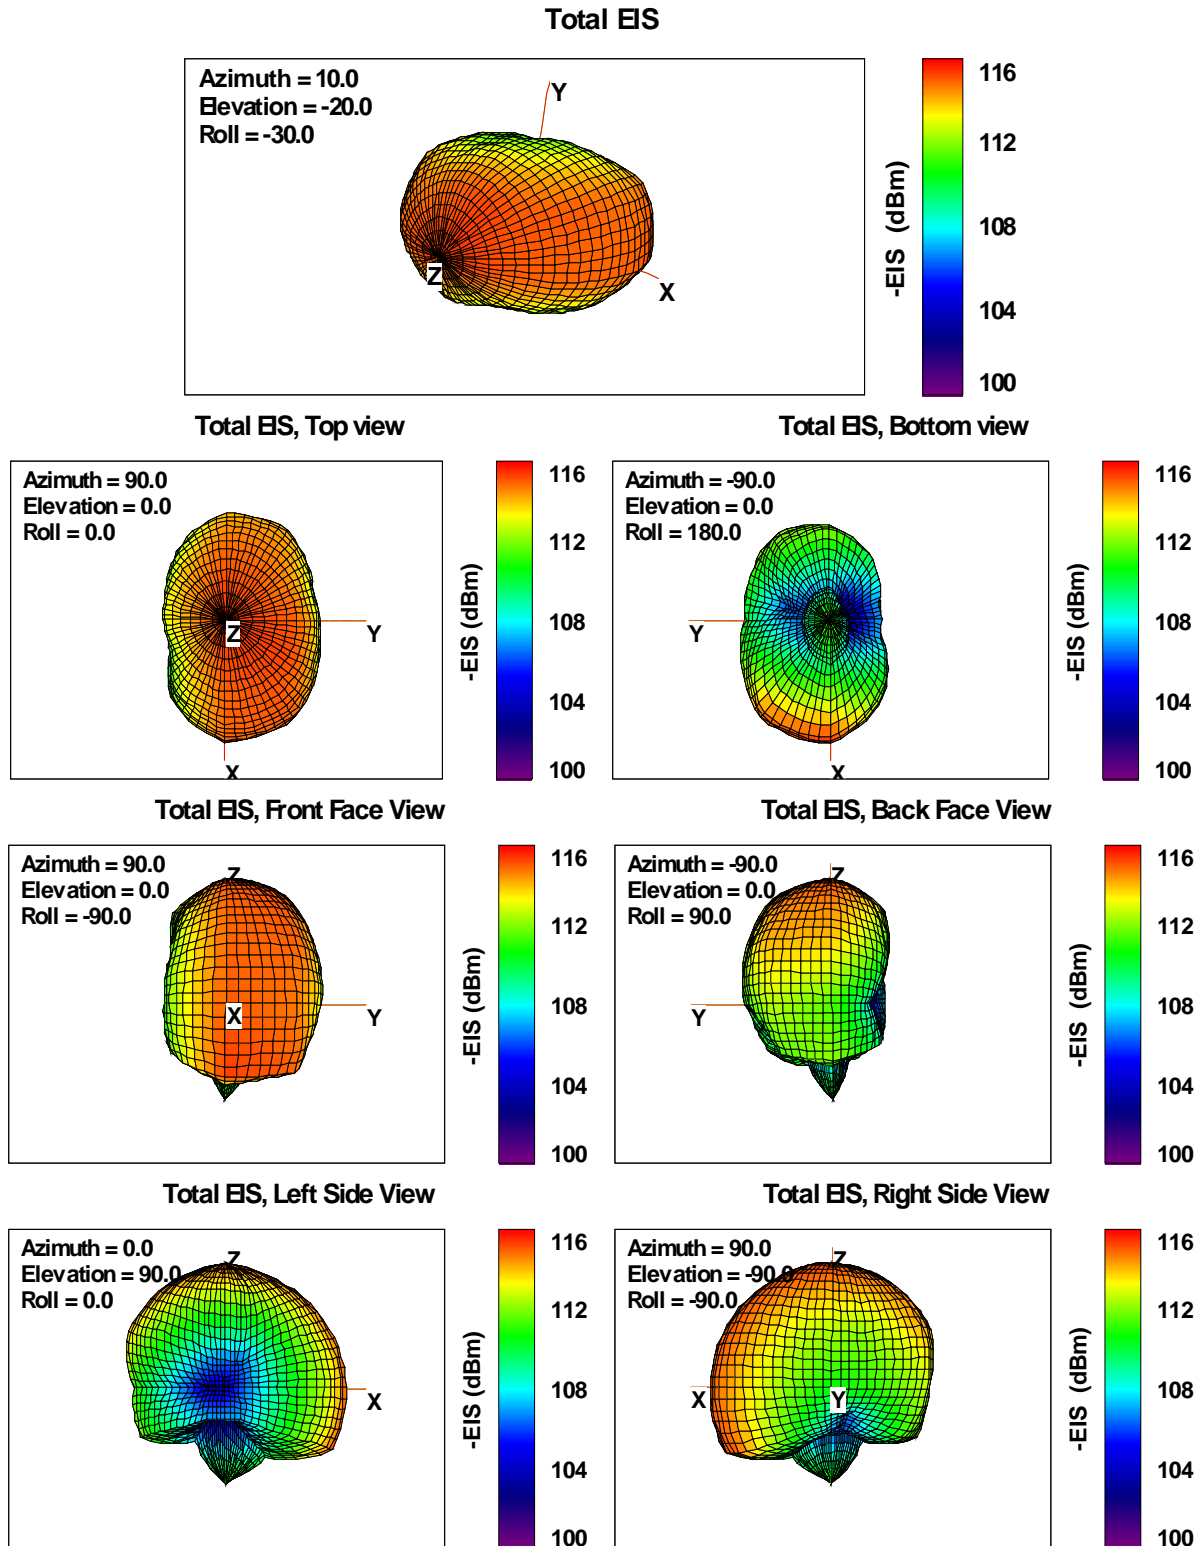 Total EIS
Azimuth = 10.0
Elevation = -20.0
Roll = -30.0
Y
Z
X
116
112
108
104
100
-EIS (dBm)
Total EIS, Top view
Azimuth = 90.0
Elevation = 0.0
Roll = 0.0
Z
Y
X
116
112
108
104
100
-EIS (dBm)
Total EIS, Bottom view
Azimuth = -90.0
Elevation = 0.0
Roll = 180.0
Y
X
116
112
108
104
100
-EIS (dBm)
Total EIS, Front Face View
Azimuth = 90.0
Elevation = 0.0
Roll = -90.0
Z
X
Y
116
112
108
104
100
-EIS (dBm)
Total EIS, Back Face View
Azimuth = -90.0
Elevation = 0.0
Roll = 90.0
Z
Y
116
112
108
104
100
-EIS (dBm)
Total EIS, Left Side View
Azimuth = 0.0
Elevation = 90.0
Roll = 0.0
Z
X
116
112
108
104
100
-EIS (dBm)
Total EIS, Right Side View
Azimuth = 90.0
Elevation = -90.0
Roll = -90.0
Z
X
Y
116
112
108
104
100
-EIS (dBm)